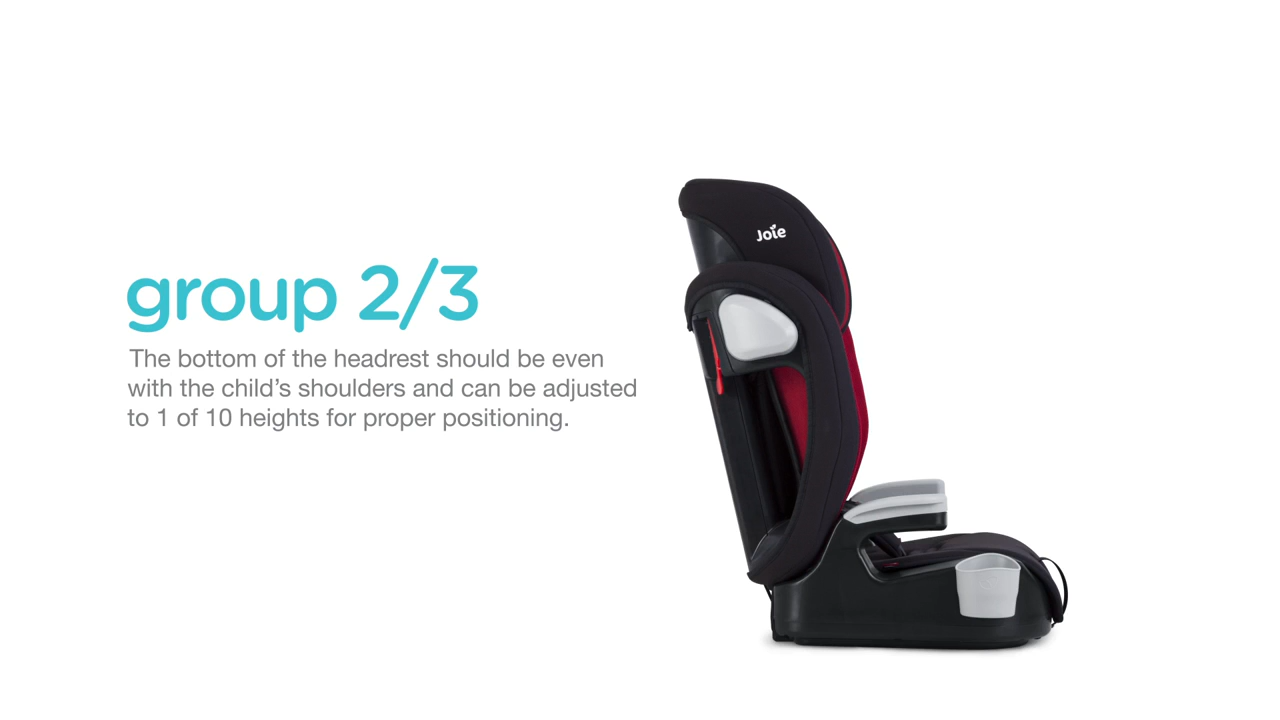 group 2/3
The bottom of the headrest should be even
with the child’s shoulders and can be adjusted
to 1 of 10 heights for proper positioning.
Joie